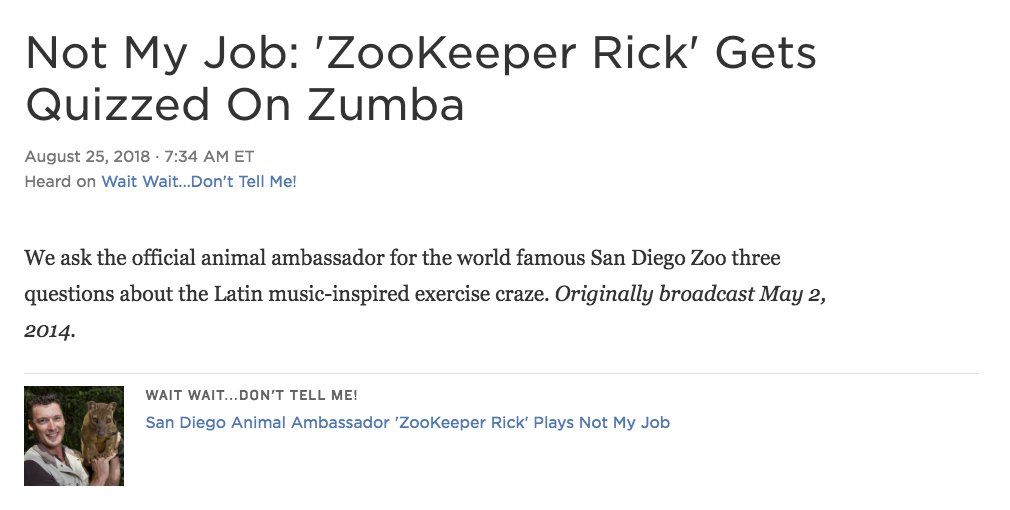 Not My Job: 'ZooKeeper Rick' Gets
Quizzed On Zumba
August 25, 2018 · 7:34 AM ET
Heard on Wait Wait...Don't Tell Me!
We ask the official animal ambassador for the world famous San Diego Zoo three
questions about the Latin music-inspired exercise craze. Originally broadcast May 2,
2014.
WAIT WAIT...DON'T TELL ME!
San Diego Animal Ambassador 'ZooKeeper Rick' Plays Not My Job